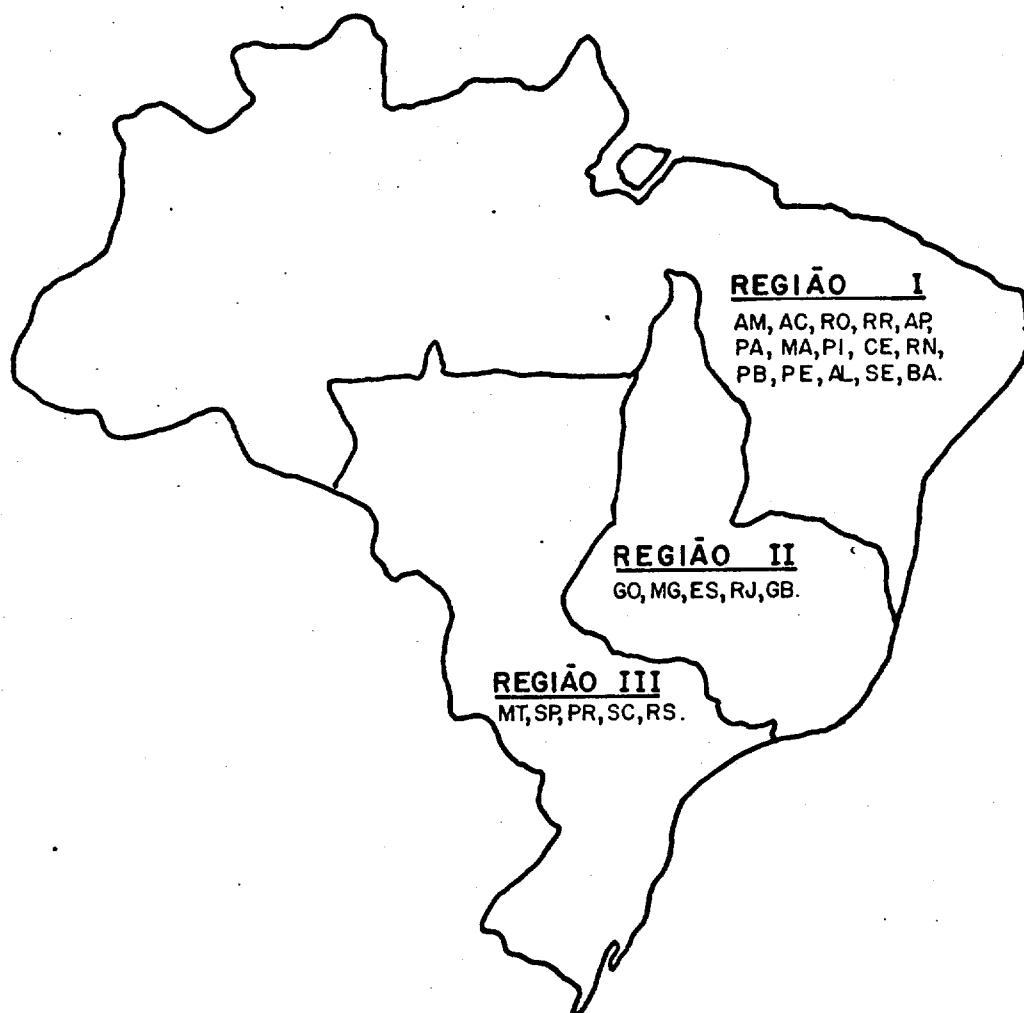 REGIÃO I
AM, AC, RO, RR, AP,
PA, MA, PI, CE, RN,
PB, PE, AL, SE, BA.
REGIÃO II
GO, MG, ES, RJ, GB.
REGIÃO III
MT, SP, PR, SC, RS.